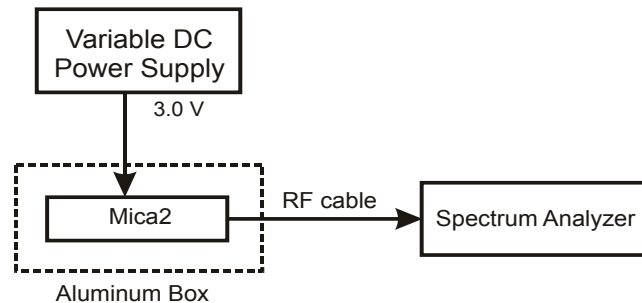 Variable DC
Power Supply
3.0 V
Mica2
RF cable
Spectrum Analyzer
Aluminum Box